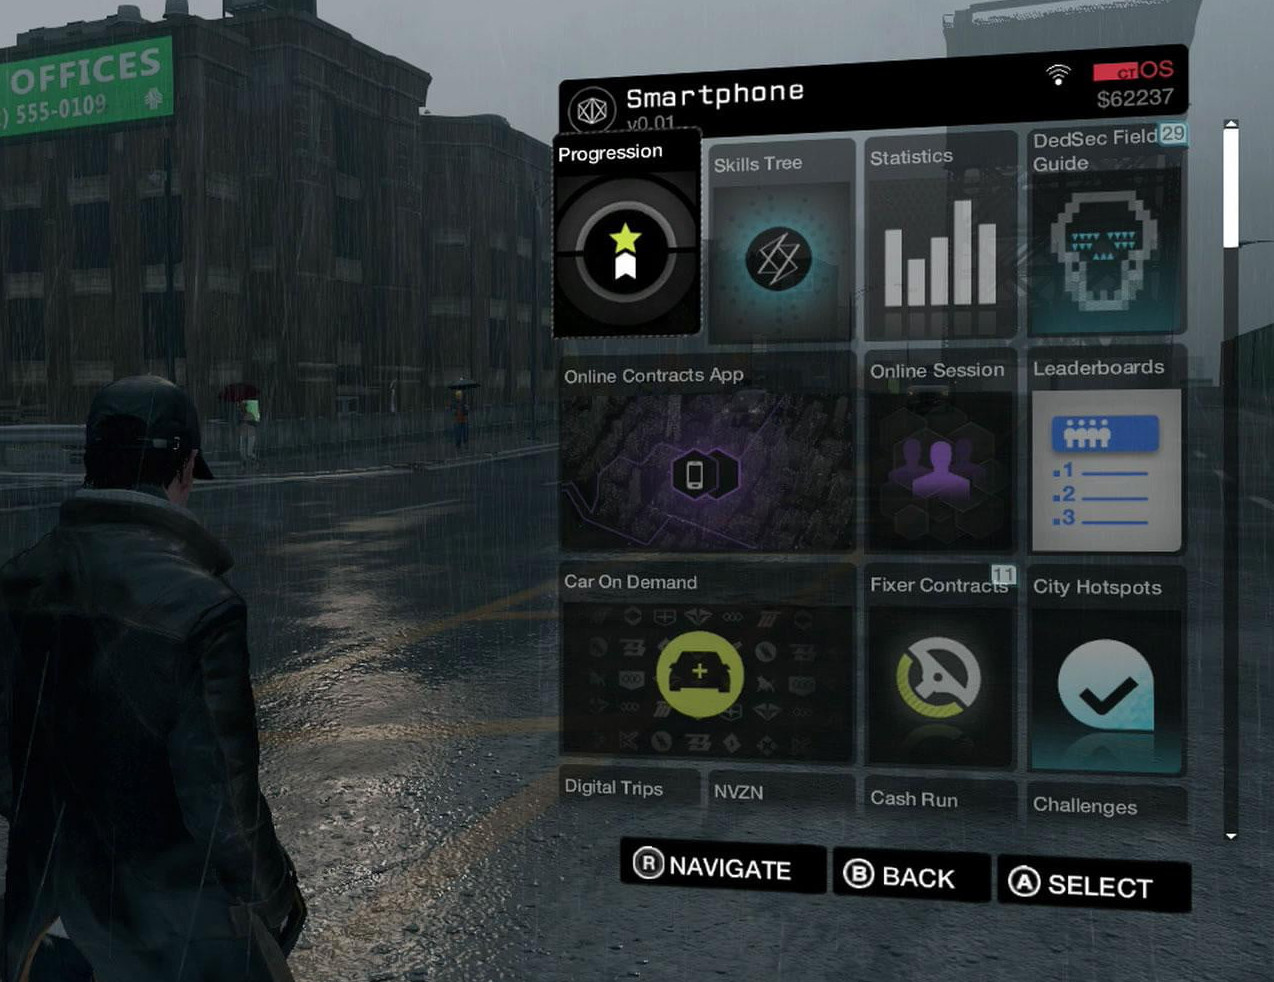 OFFICES
) 555-0109
Smartphone
v0.01
CTOS
$62237
Progression
Skills Tree
Statistics
DedSec Field
Guide
29
Online Contracts App
Online Session
Leaderboards
.1
.2
.3
Car On Demand
Fixer Contracts
11
City Hotspots
Digital Trips
NVZN
Cash Run
Challenges
R NAVIGATE
B BACK
A SELECT